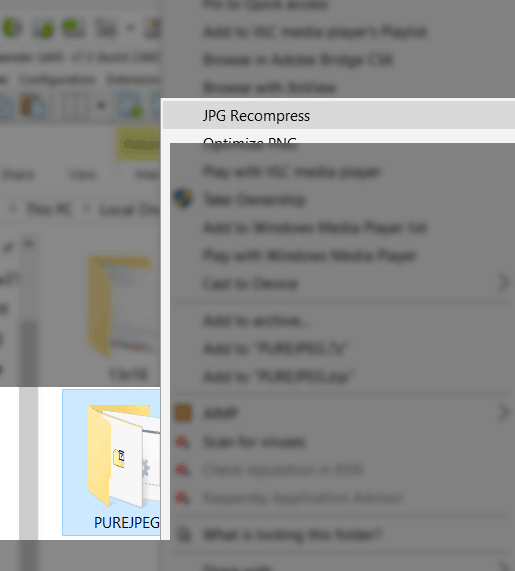 Pin to Quick access
Add to VLC media player's Playlist
Browse in Adobe Bridge CS6
Browse with XnView
JPG Recompress
Optimize PNG
Play with VLC media player
Take Ownership
Add to Windows Media Player list
Play with Windows Media Player
Cast to Device
Add to archive...
Add to "PUREJPEG.7z"
Add to "PUREJPEG.zip"
AIMP
Scan for viruses
Check reputation in KSN
Kaspersky Application Advisor
What is locking this folder?
Share with
Configuration
Share
View
This PC
Local
13x18
PUREJPEG